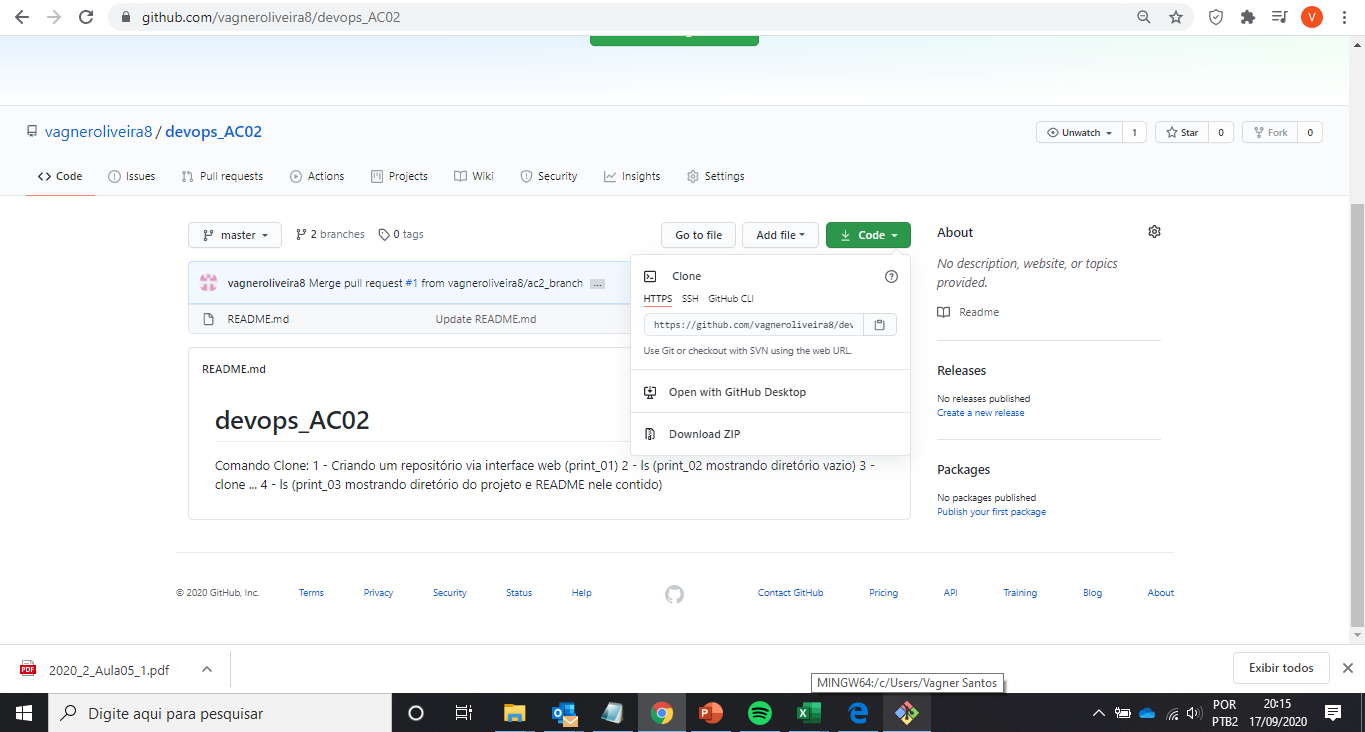 github.com/vagneroliveira8/devops_AC02
V
vagneroliveira8 / devops_AC02
Unwatch 1 Star 0 Fork 0
Code Issues Pull requests Actions Projects Wiki Security Insights Settings
master 2 branches 0 tags Go to file Add file Code
vagneroliveira8 Merge pull request #1 from vagneroliveira8/ac2_branch ...
README.md Update README.md
Clone
HTTPS SSH GitHub CLI
https://github.com/vagneroliveira8/dev
Use Git or checkout with SVN using the web URL.
Open with GitHub Desktop
Download ZIP
README.md
devops_AC02
Comando Clone: 1 - Criando um repositório via interface web (print_01) 2 - ls (print_02 mostrando diretório vazio) 3 -
clone ... 4 - ls (print_03 mostrando diretório do projeto e README nele contido)
About
No description, website, or topics
provided.
Readme
Releases
No releases published
Create a new release
Packages
No packages published
Publish your first package
© 2020 GitHub, Inc. Terms Privacy Security Status Help Contact GitHub Pricing API Training Blog About
PDF 2020_2_Aula05_1.pdf Exibir todos
MINGW64:/c/Users/Vagner Santos
Digite aqui para pesquisar
POR 20:15
PTB2 17/09/2020